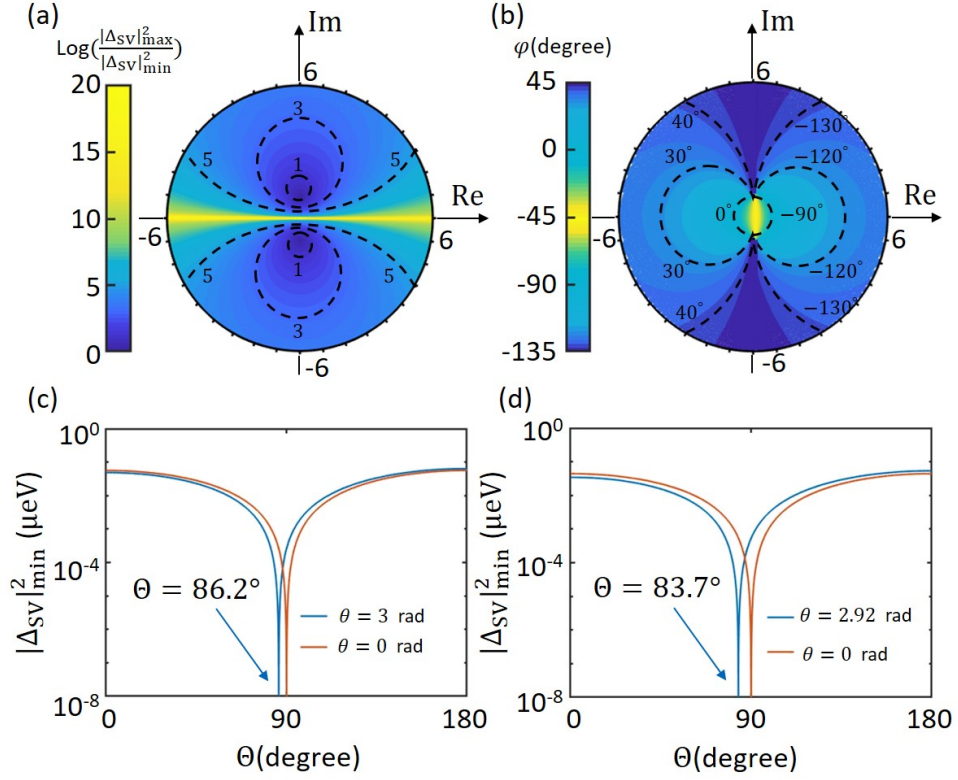 (a)
Im
Log(|Δsv|²max/|Δsv|²min)
20
15
10
5
0
6
3
1
5
5
Re
-6
6
5
5
1
3
-6
(b)
Im
φ(degree)
45
0
-45
-90
-135
6
40° −130°
30° −120°
Re
0° −90°
-6
6
30° −120°
40° −130°
-6
(c)
10⁰
10⁻⁴
10⁻⁸
|Δsv|²min (μeV)
Θ = 86.2°
θ = 3 rad
θ = 0 rad
0 90 180
Θ(degree)
(d)
10⁰
10⁻⁴
10⁻⁸
|Δsv|²min (μeV)
Θ = 83.7°
θ = 2.92 rad
θ = 0 rad
0 90 180
Θ(degree)